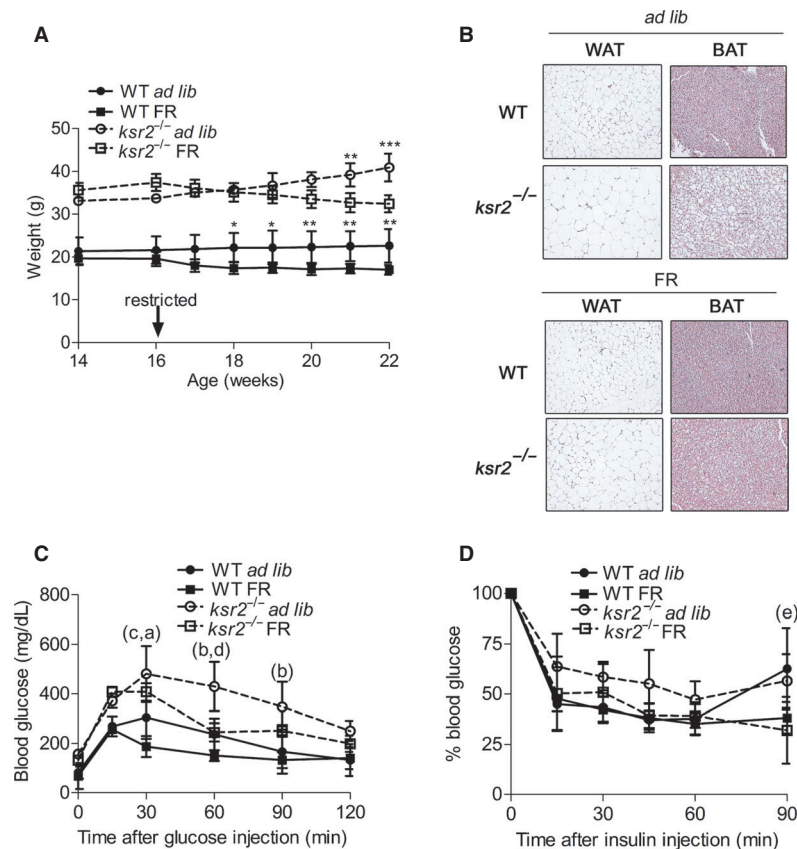 A
WT ad lib
WT FR
ksr2−/− ad lib
ksr2−/− FR
Weight (g)
50
40
30
20
10
0
** ***
* * ** ** **
restricted
14 16 18 20 22
Age (weeks)
B
ad lib
WAT BAT
WT
ksr2−/−
FR
WAT BAT
WT
ksr2−/−
C
WT ad lib
WT FR
ksr2−/− ad lib
ksr2−/− FR
Blood glucose (mg/dL)
800
600
400
200
0
(c,a)
(b,d)
(b)
0 30 60 90 120
Time after glucose injection (min)
D
WT ad lib
WT FR
ksr2−/− ad lib
ksr2−/− FR
% blood glucose
100
75
50
25
0
(e)
0 30 60 90
Time after insulin injection (min)